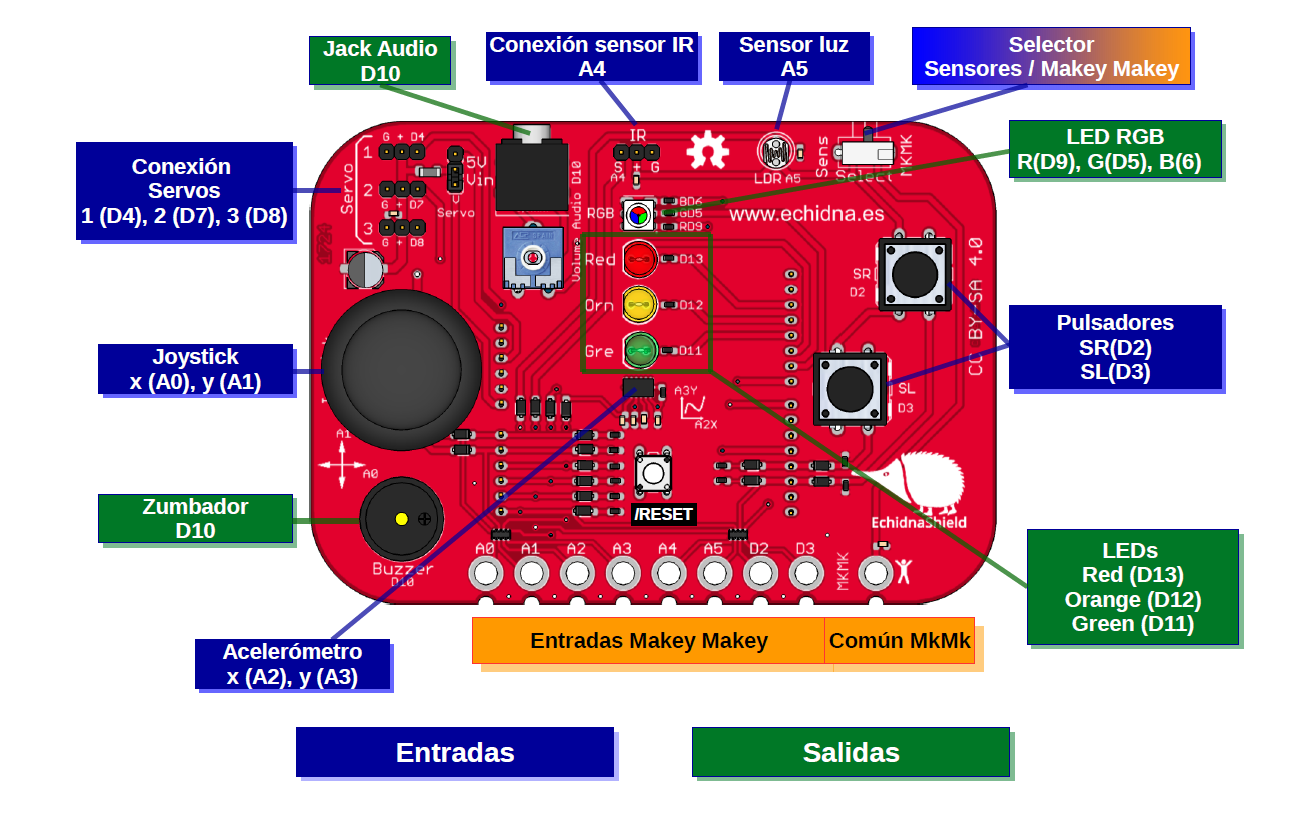 Jack Audio
D10
Conexión sensor IR
A4
Sensor luz
A5
Selector
Sensores / Makey Makey
LED RGB
R(D9), G(D5), B(6)
Conexión
Servos
1 (D4), 2 (D7), 3 (D8)
Joystick
x (A0), y (A1)
Zumbador
D10
Acelerómetro
x (A2), y (A3)
Pulsadores
SR(D2)
SL(D3)
LEDs
Red (D13)
Orange (D12)
Green (D11)
G + D4
1
2
G + D7
3
G + D8
Servo
5V
Vin
Servo
Volume Audio D10
IR
S + G
A4
LDR A5
Sens
MKMK
Select
RGB
BD6
GD5
RD9
www.echidna.es
Red
D13
Orn
D12
Gre
D11
SR
D2
SL
D3
CC BY-SA 4.0
A3Y
A2X
A1
A0
/RESET
EchidnaShield
Buzzer
D10
A0 A1 A2 A3 A4 A5 D2 D3
MKMK
Entradas Makey Makey
Común MkMk
Entradas
Salidas